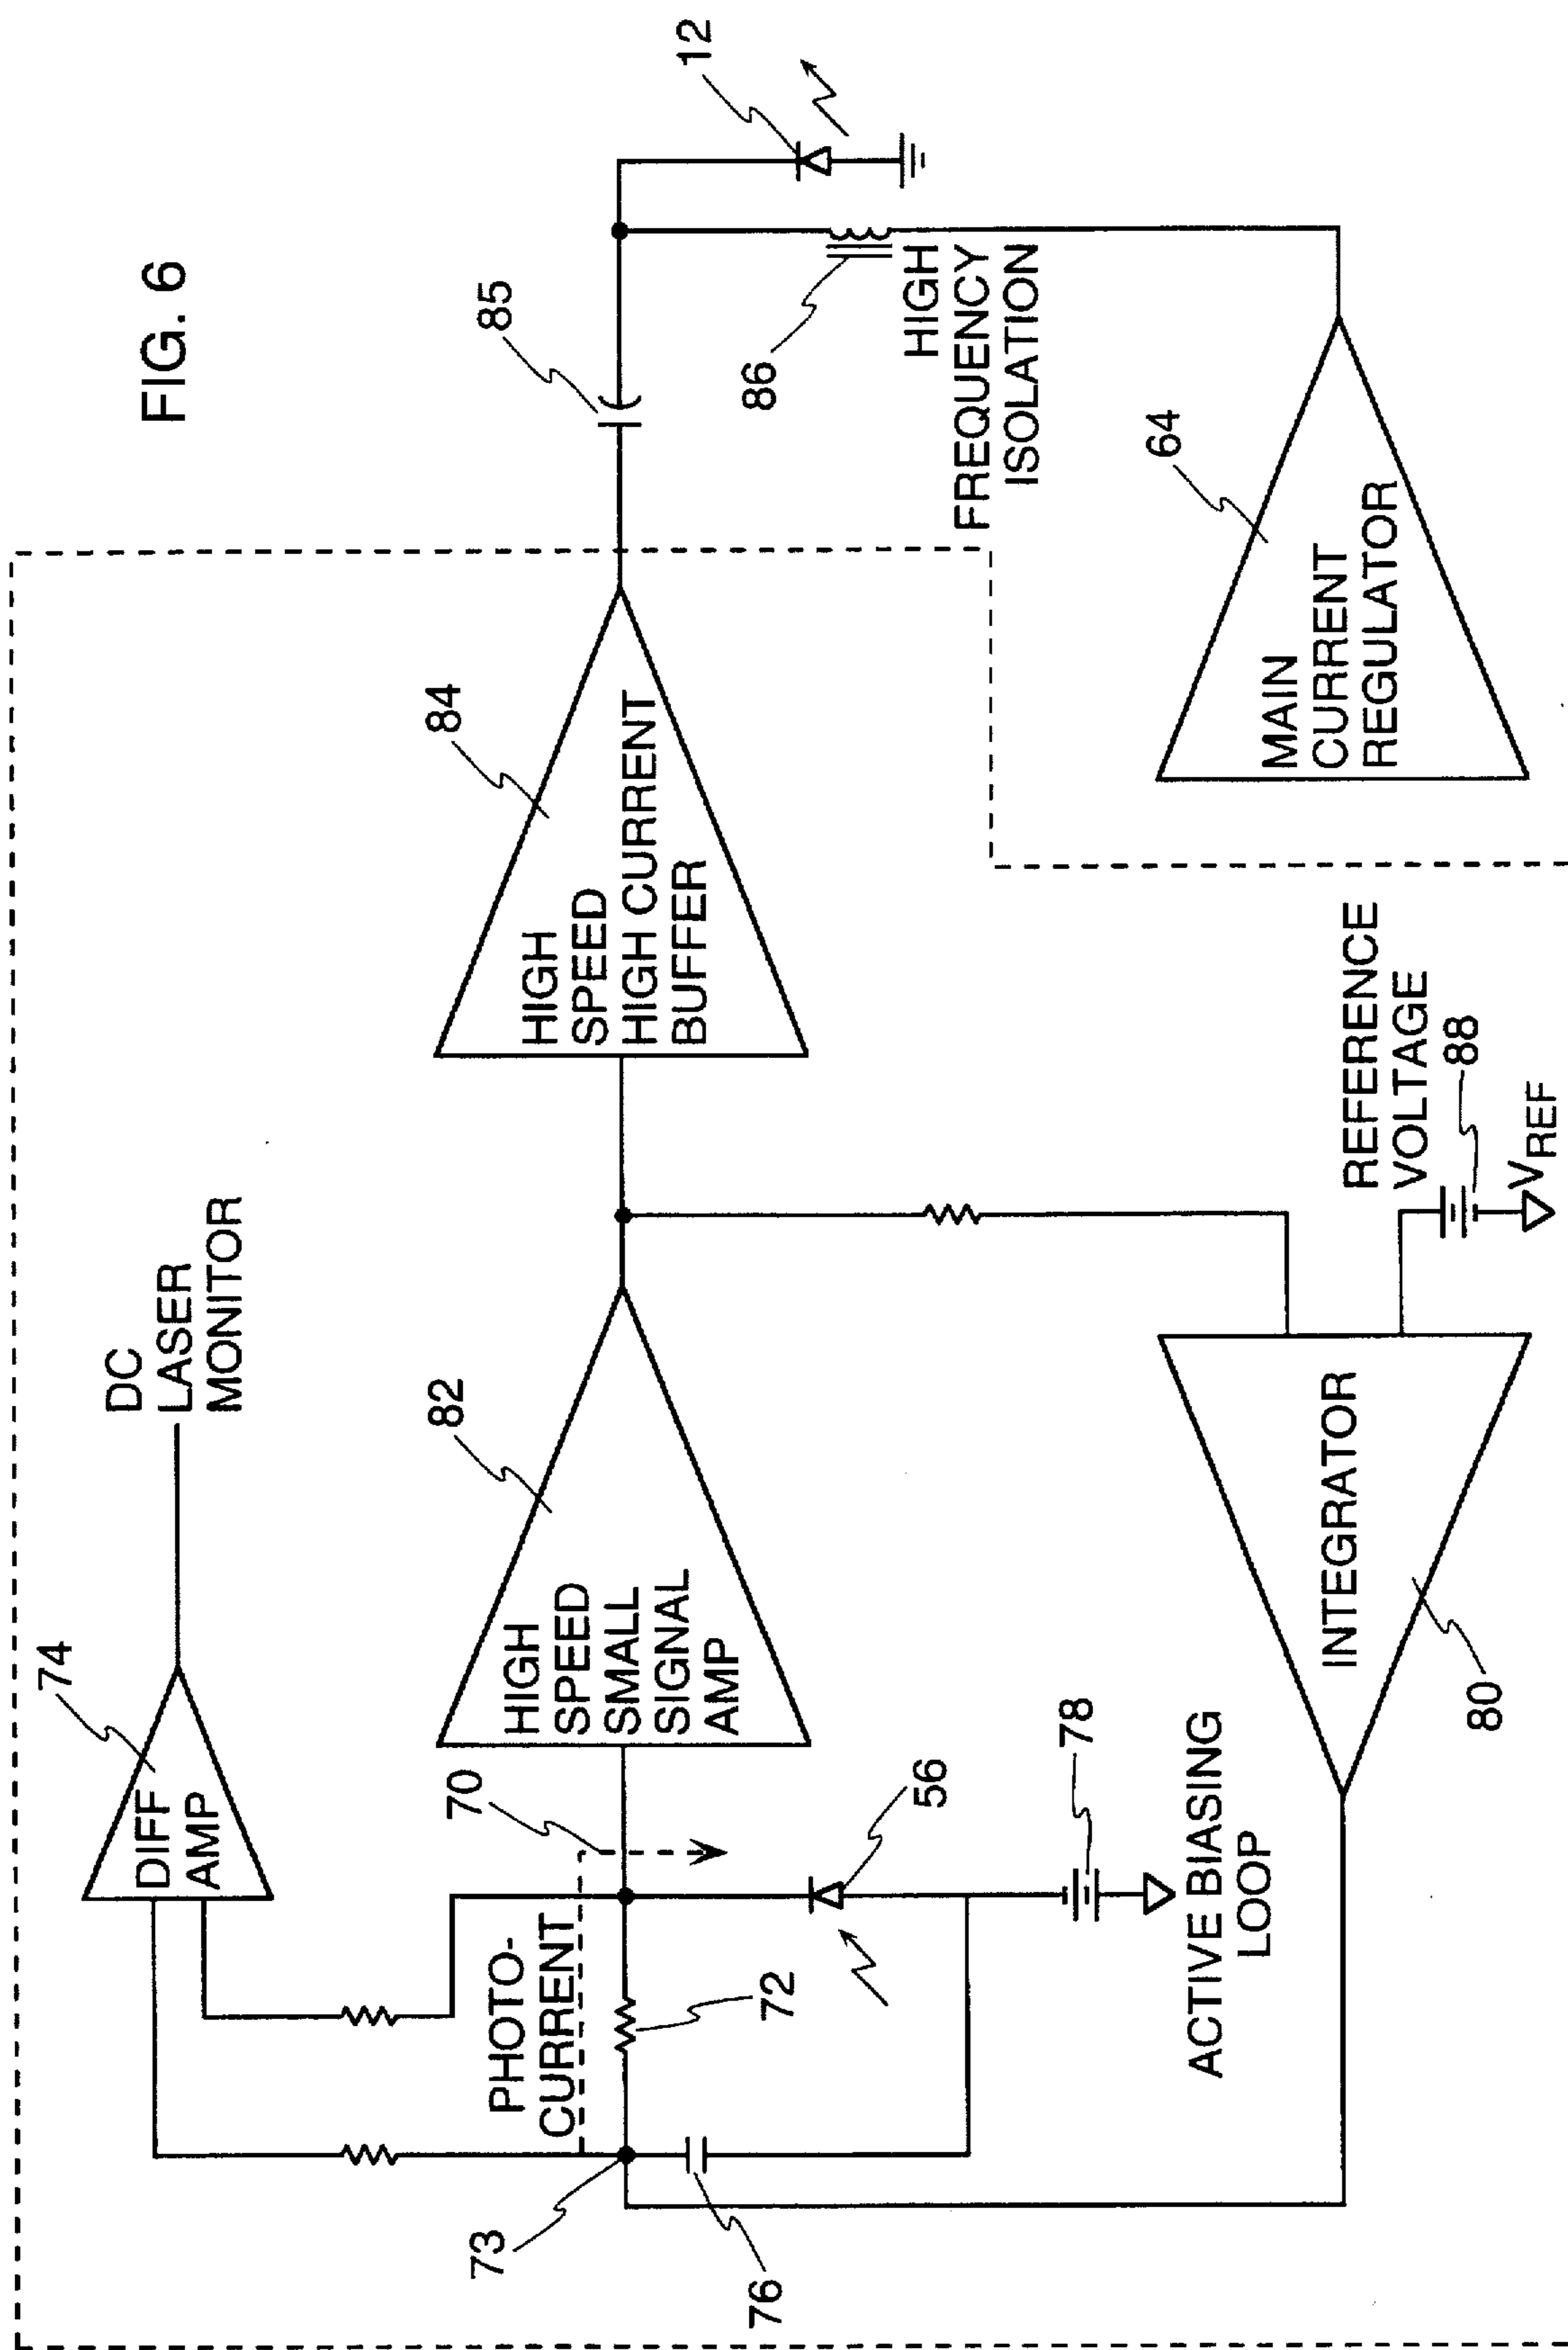 FIG. 6
DC
LASER
MONITOR
74
DIFF
AMP
82
HIGH
SPEED
SMALL
SIGNAL
AMP
84
HIGH
SPEED
HIGH CURRENT
BUFFER
85
12
86
HIGH
FREQUENCY
ISOLATION
64
MAIN
CURRENT
REGULATOR
PHOTO-
CURRENT
70
72
73
76
56
78
ACTIVE BIASING
LOOP
INTEGRATOR
80
REFERENCE
VOLTAGE
88
VREF